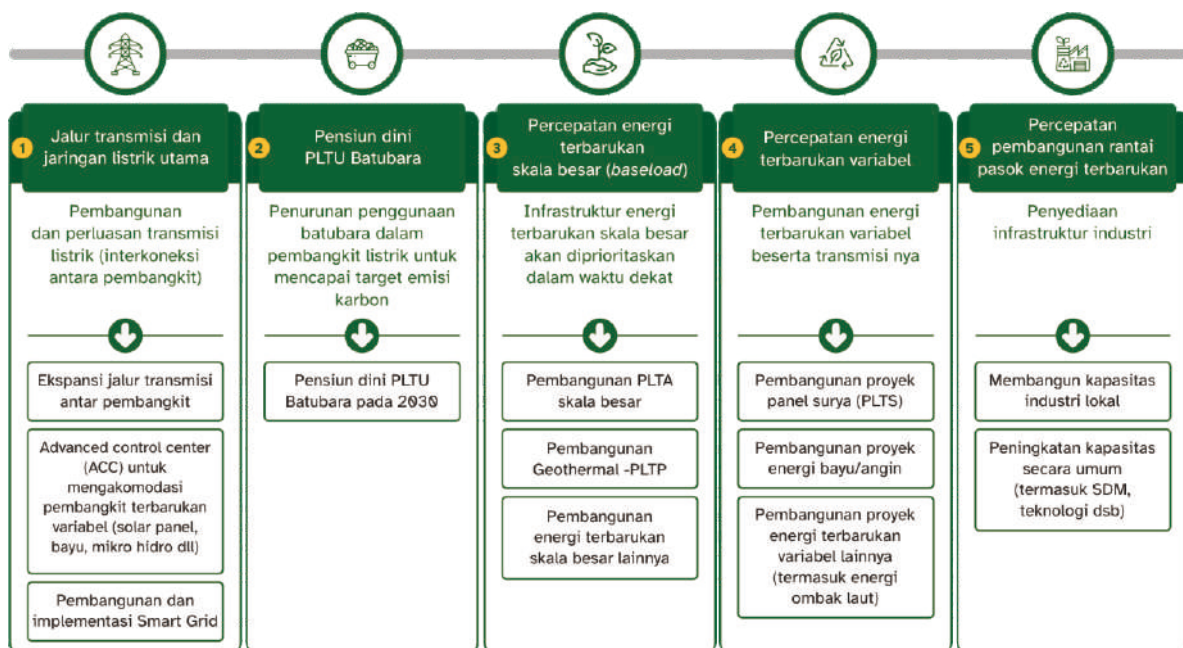 1
Jalur transmisi dan
jaringan listrik utama
Pembangunan
dan perluasan transmisi
listrik (interkoneksi
antara pembangkit)
Ekspansi jalur transmisi
antar pembangkit
Advanced control center
(ACC) untuk
mengakomodasi
pembangkit terbarukan
variabel (solar panel,
bayu, mikro hidro dll)
Pembangunan dan
implementasi Smart Grid
2
Pensiun dini
PLTU Batubara
Penurunan penggunaan
batubara dalam
pembangkit listrik untuk
mencapai target emisi
karbon
Pensiun dini PLTU
Batubara pada 2030
3
Percepatan energi
terbarukan
skala besar (baseload)
Infrastruktur energi
terbarukan skala besar
akan diprioritaskan
dalam waktu dekat
Pembangunan PLTA
skala besar
Pembangunan
Geothermal -PLTP
Pembangunan
energi terbarukan
skala besar lainnya
4
Percepatan energi
terbarukan variabel
Pembangunan energi
terbarukan variabel
beserta transmisi nya
Pembangunan proyek
panel surya (PLTS)
Pembangunan proyek
energi bayu/angin
Pembangunan proyek
energi terbarukan
variabel lainnya
(termasuk energi
ombak laut)
5
Percepatan
pembangunan rantai
pasok energi terbarukan
Penyediaan
infrastruktur industri
Membangun kapasitas
industri lokal
Peningkatan kapasitas
secara umum
(termasuk SDM,
teknologi dsb)